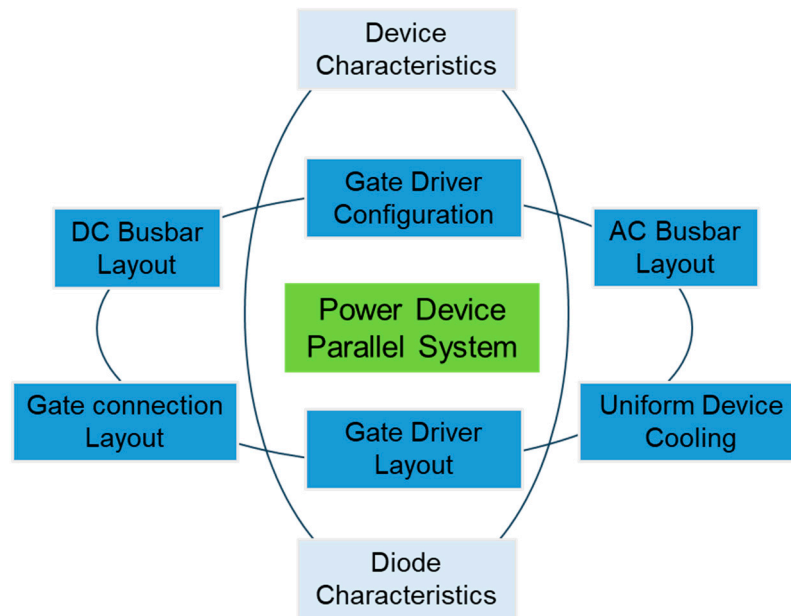 Device
Characteristics
Gate Driver
Configuration
DC Busbar
Layout
AC Busbar
Layout
Power Device
Parallel System
Gate connection
Layout
Gate Driver
Layout
Uniform Device
Cooling
Diode
Characteristics